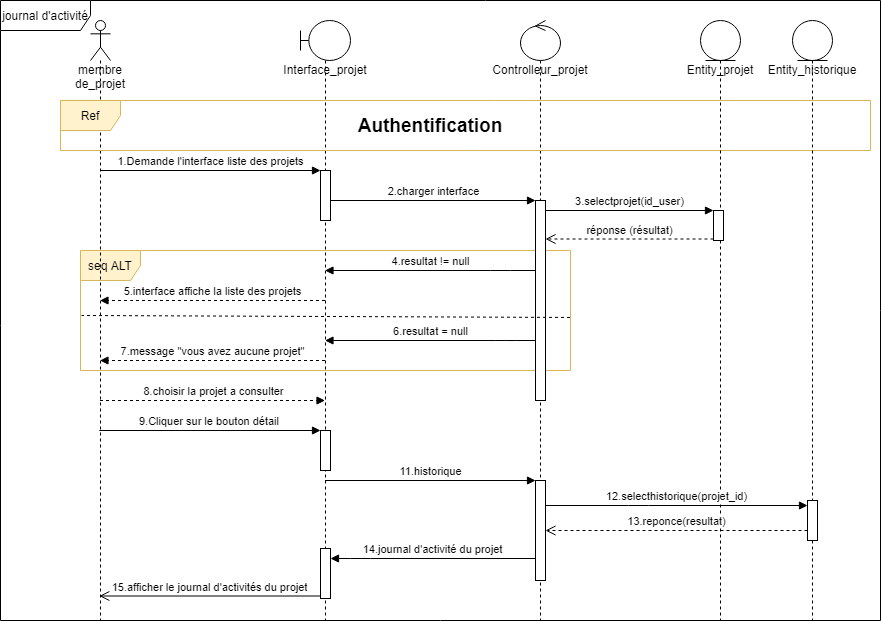 journal d'activité
membre
de_projet
Interface_projet
Controlleur_projet
Entity_projet
Entity_historique
Ref
Authentification
1.Demande l'interface liste des projets
2.charger interface
3.selectprojet(id_user)
réponse (résultat)
seq ALT
4.resultat != null
5.interface affiche la liste des projets
6.resultat = null
7.message "vous avez aucune projet"
8.choisir la projet a consulter
9.Cliquer sur le bouton détail
11.historique
12.selecthistorique(projet_id)
13.reponce(resultat)
14.journal d'activité du projet
15.afficher le journal d'activités du projet